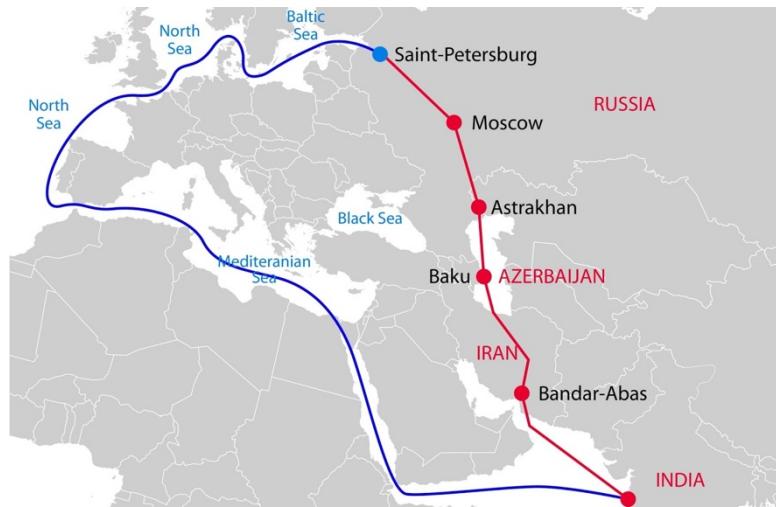 Baltic
Sea
North
Sea
Saint-Petersburg
North
Sea
RUSSIA
Moscow
Astrakhan
Black Sea
Mediteranian
Sea
Baku
AZERBAIJAN
IRAN
Bandar-Abas
INDIA